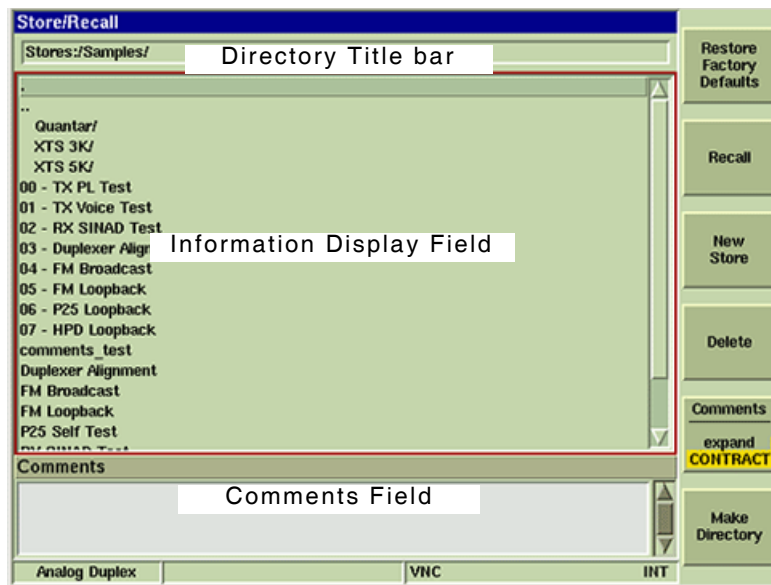 Store/Recall
Stores:/Samples/
Directory Title bar
.
..
Quantar/
XTS 3K/
XTS 5K/
00 - TX PL Test
01 - TX Voice Test
02 - RX SINAD Test
03 - Duplexer Align
Information Display Field
04 - FM Broadcast
05 - FM Loopback
06 - P25 Loopback
07 - HPD Loopback
comments_test
Duplexer Alignment
FM Broadcast
FM Loopback
P25 Self Test
RX SINAD Test
Comments
Comments Field
Analog Duplex
VNC
INT
Restore
Factory
Defaults
Recall
New
Store
Delete
Comments
expand
CONTRACT
Make
Directory